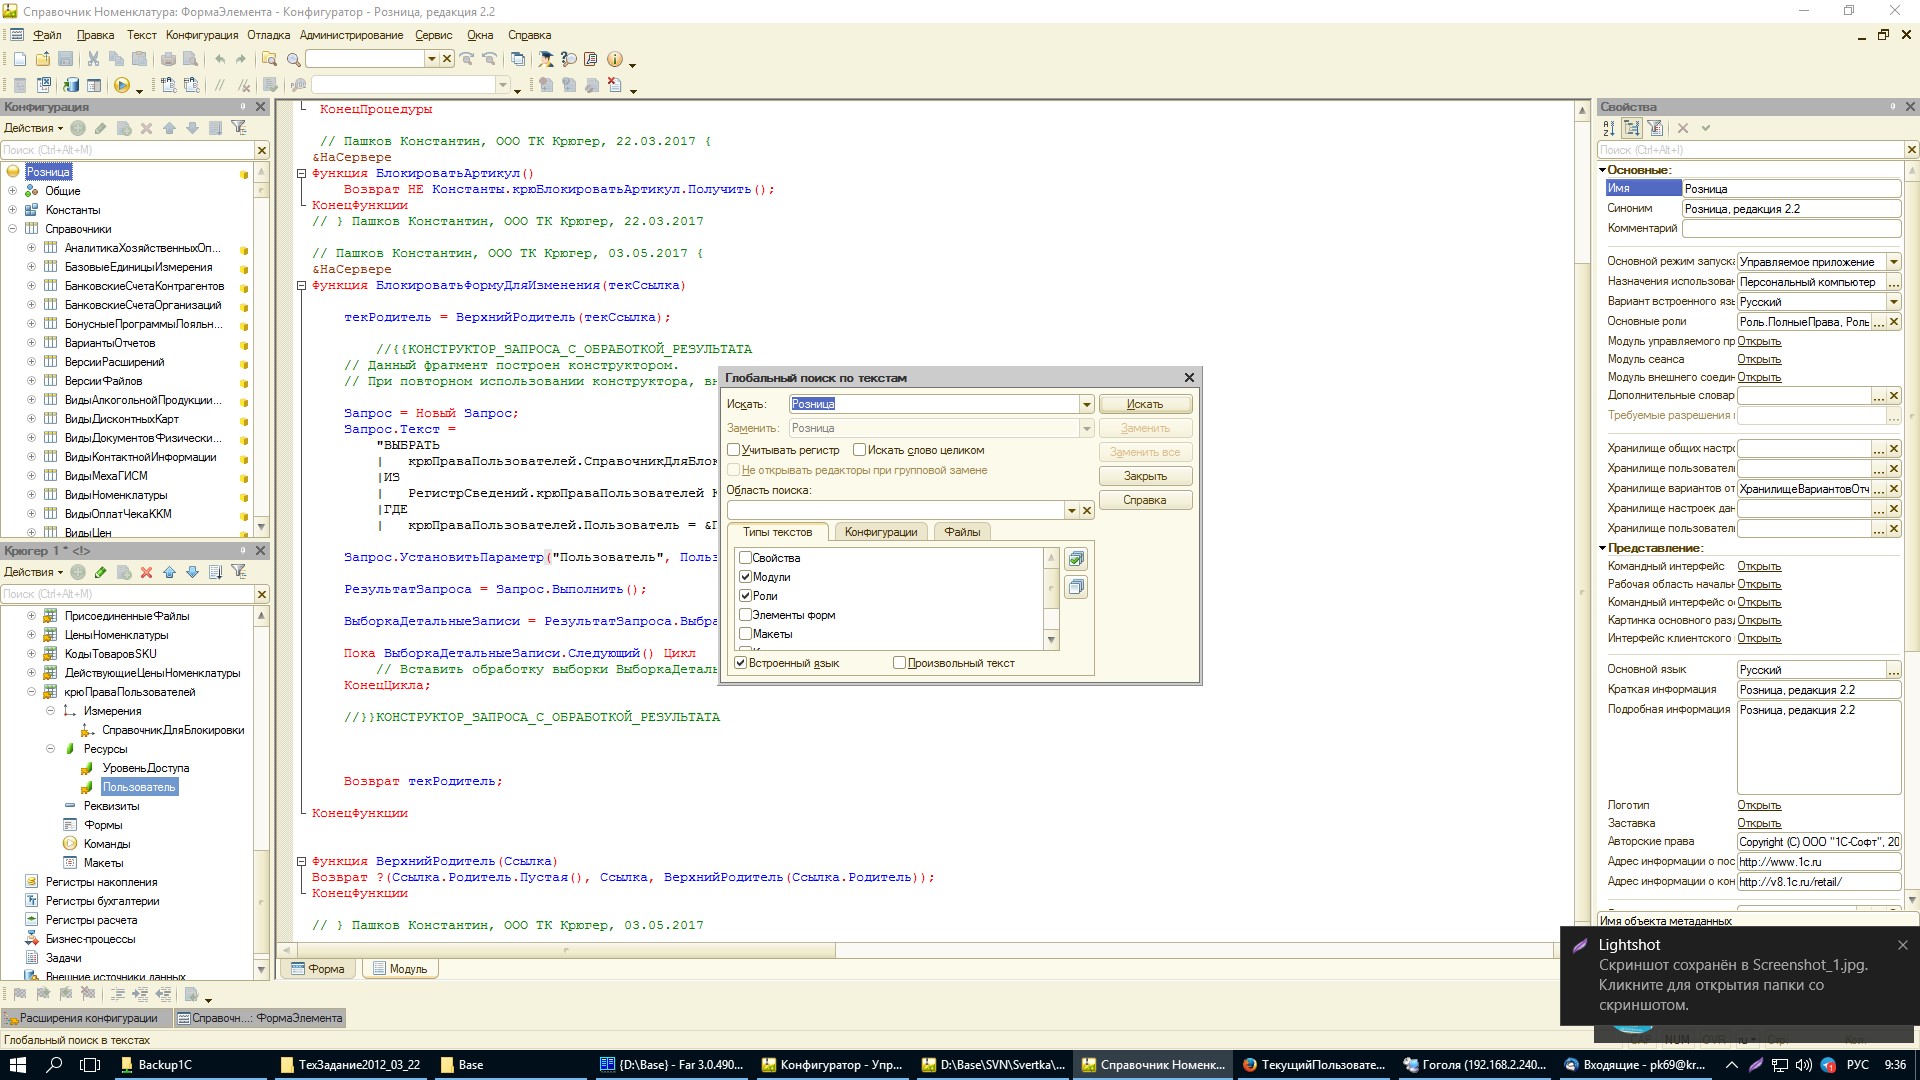 Справочник Номенклатура: ФормаЭлемента - Конфигуратор - Розница, редакция 2.2
Файл Правка Текст Конфигурация Отладка Администрирование Сервис Окна Справка
Конфигурация
Действия
Поиск (Ctrl+Alt+M)
Розница
Общие
Константы
Справочники
АналитикаХозяйственныхОп...
БазовыеЕдиницыИзмерения
БанковскиеСчетаКонтрагентов
БанковскиеСчетаОрганизаций
БонусныеПрограммыЛояльн...
ВариантыОтчетов
ВерсииРасширений
ВерсииФайлов
ВидыАлкогольнойПродукции...
ВидыДисконтныхКарт
ВидыДокументовФизически...
ВидыКонтактнойИнформации
ВидыМехаГИСМ
ВидыНоменклатуры
ВидыОплатЧекаККМ
ВидыЦен
Крюгер 1 * <!>
Действия
Поиск (Ctrl+Alt+M)
ПрисоединенныеФайлы
ЦеныНоменклатуры
КодыТоваровSKU
ДействующиеЦеныНоменклатуры
крюПраваПользователей
Измерения
СправочникДляБлокировки
Ресурсы
УровеньДоступа
Пользователь
Реквизиты
Формы
Команды
Макеты
Регистры накопления
Регистры бухгалтерии
Регистры расчета
Бизнес-процессы
Задачи
Внешние источники данных
КонецПроцедуры
// Пашков Константин, ООО ТК Крюгер, 22.03.2017 {
&НаСервере
Функция БлокироватьАртикул()
Возврат НЕ Константы.крюБлокироватьАртикул.Получить();
КонецФункции
// } Пашков Константин, ООО ТК Крюгер, 22.03.2017
// Пашков Константин, ООО ТК Крюгер, 03.05.2017 {
&НаСервере
Функция БлокироватьФормуДляИзменения(текСсылка)
текРодитель = ВерхнийРодитель(текСсылка);
//{{КОНСТРУКТОР_ЗАПРОСА_С_ОБРАБОТКОЙ_РЕЗУЛЬТАТА
// Данный фрагмент построен конструктором.
// При повторном использовании конструктора, вн
Запрос = Новый Запрос;
Запрос.Текст =
"ВЫБРАТЬ
| крюПраваПользователей.СправочникДляБлок
|ИЗ
| РегистрСведений.крюПраваПользователей К
|ГДЕ
| крюПраваПользователей.Пользователь = &П
Запрос.УстановитьПараметр("Пользователь", Польз
РезультатЗапроса = Запрос.Выполнить();
ВыборкаДетальныеЗаписи = РезультатЗапроса.Выбра
Пока ВыборкаДетальныеЗаписи.Следующий() Цикл
// Вставить обработку выборки ВыборкаДеталь
КонецЦикла;
//}}КОНСТРУКТОР_ЗАПРОСА_С_ОБРАБОТКОЙ_РЕЗУЛЬТАТА
Возврат текРодитель;
КонецФункции
Функция ВерхнийРодитель(Ссылка)
Возврат ?(Ссылка.Родитель.Пустая(), Ссылка, ВерхнийРодитель(Ссылка.Родитель));
КонецФункции
// } Пашков Константин, ООО ТК Крюгер, 03.05.2017
Форма Модуль
Глобальный поиск по текстам
Искать: Розница Искать
Заменить: Розница Заменить
Учитывать регистр Искать слово целиком Заменить все
Не открывать редакторы при групповой замене Закрыть
Область поиска: Справка
Типы текстов Конфигурации Файлы
Свойства
Модули
Роли
Элементы форм
Макеты
Встроенный язык Произвольный текст
Свойства
Поиск (Ctrl+Alt+I)
Основные:
Имя Розница
Синоним Розница, редакция 2.2
Комментарий
Основной режим запуска Управляемое приложение
Назначения использован Персональный компьютер
Вариант встроенного язь Русский
Основные роли Роль.ПолныеПрава, Роль
Модуль управляемого пр Открыть
Модуль сеанса Открыть
Модуль внешнего соедин Открыть
Дополнительные словар
Требуемые разрешения
Хранилище общих настро
Хранилище пользовател
Хранилище вариантов от ХранилищеВариантовОтч
Хранилище настроек дан
Хранилище пользовател
Представление:
Командный интерфейс Открыть
Рабочая область начальн Открыть
Командный интерфейс о Открыть
Картинка основного разд Открыть
Интерфейс клиентского Открыть
Основной язык Русский
Краткая информация Розница, редакция 2.2
Подробная информация Розница, редакция 2.2
Логотип Открыть
Заставка Открыть
Авторские права Copyright (С) ООО "1С-Софт", 20
Адрес информации о пос http://www.1c.ru
Адрес информации о кон http://v8.1c.ru/retail/
Имя объекта метаданных
Lightshot
Скриншот сохранён в Screenshot_1.jpg.
Кликните для открытия папки со
скриншотом.
Расширения конфигурации Справочн...: ФормаЭлемента
Глобальный поиск в текстах
Backup1C ТехЗадание2012_03_22 Base {D:\Base} - Far 3.0.490... Конфигуратор - Упр... D:\Base\SVN\Svertka\... Справочник Номенк... ТекущийПользовате... Гоголя (192.168.2.240... Входящие - pk69@kr... РУС 9:36